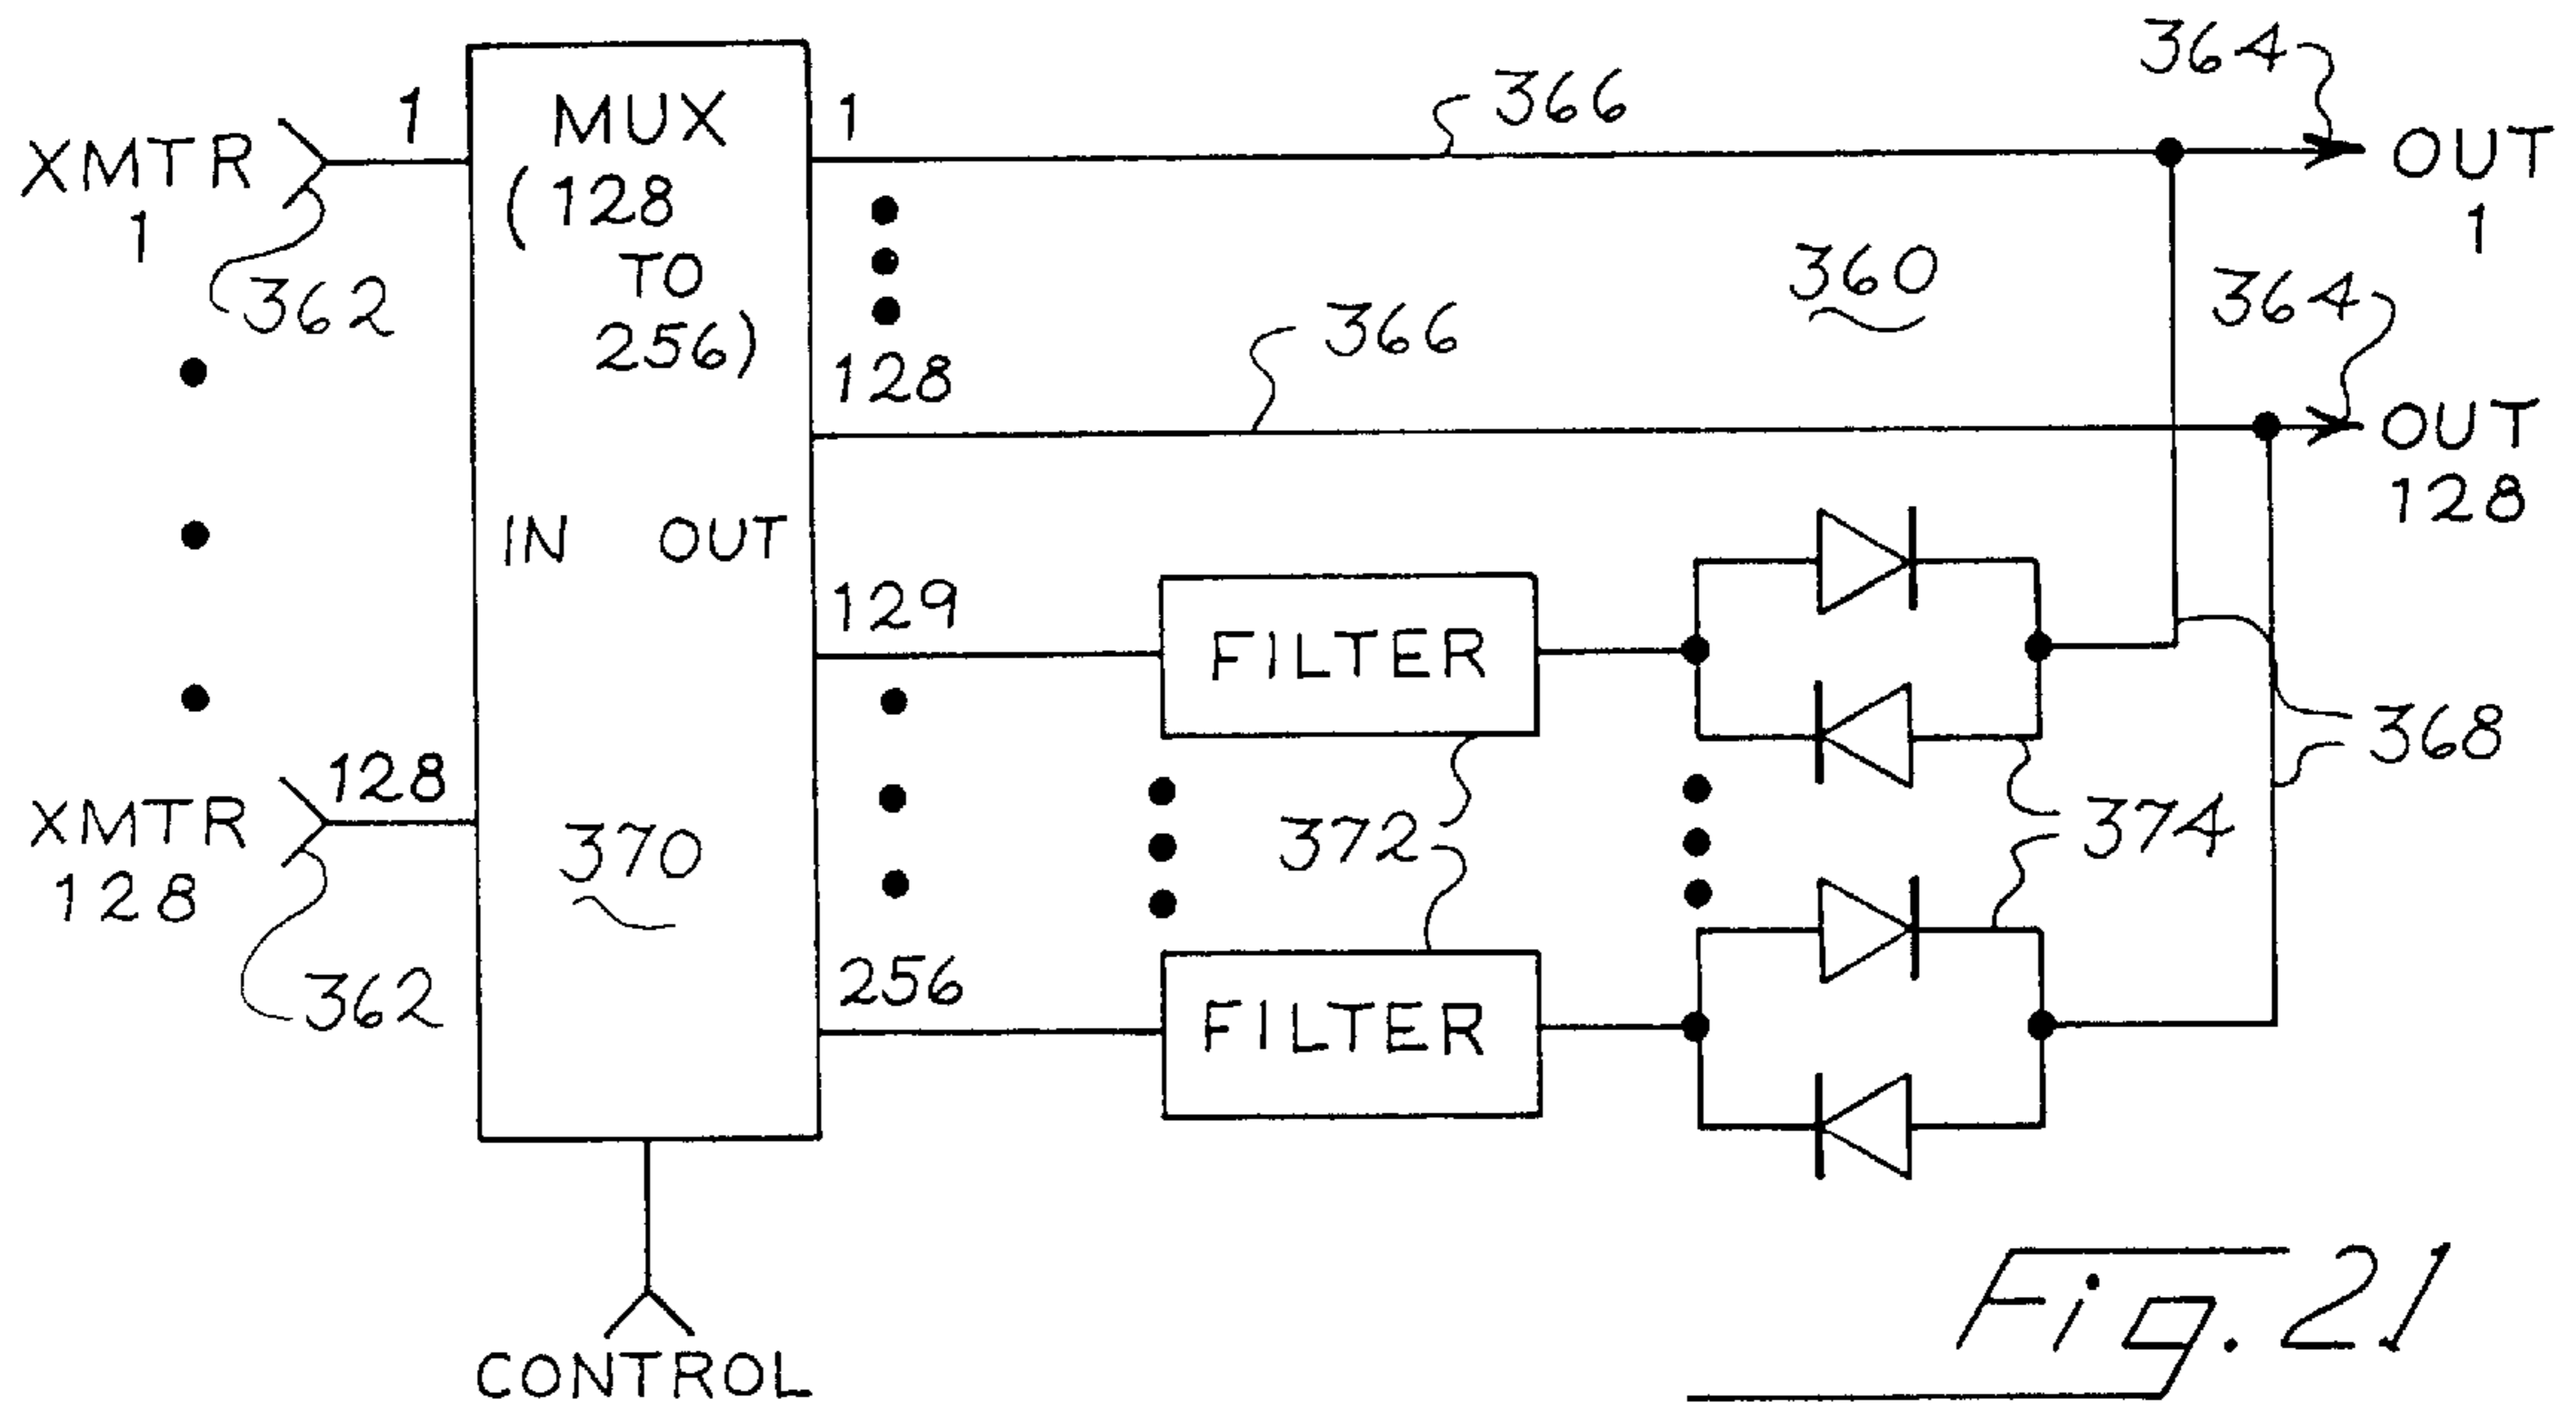 364
366
1
MUX
1
XMTR
1
OUT
1
(128
TO
256)
360
362
364
366
128
OUT
128
IN OUT
129
FILTER
368
128
XMTR
128
370
372
374
362
256
FILTER
CONTROL
Fig. 21